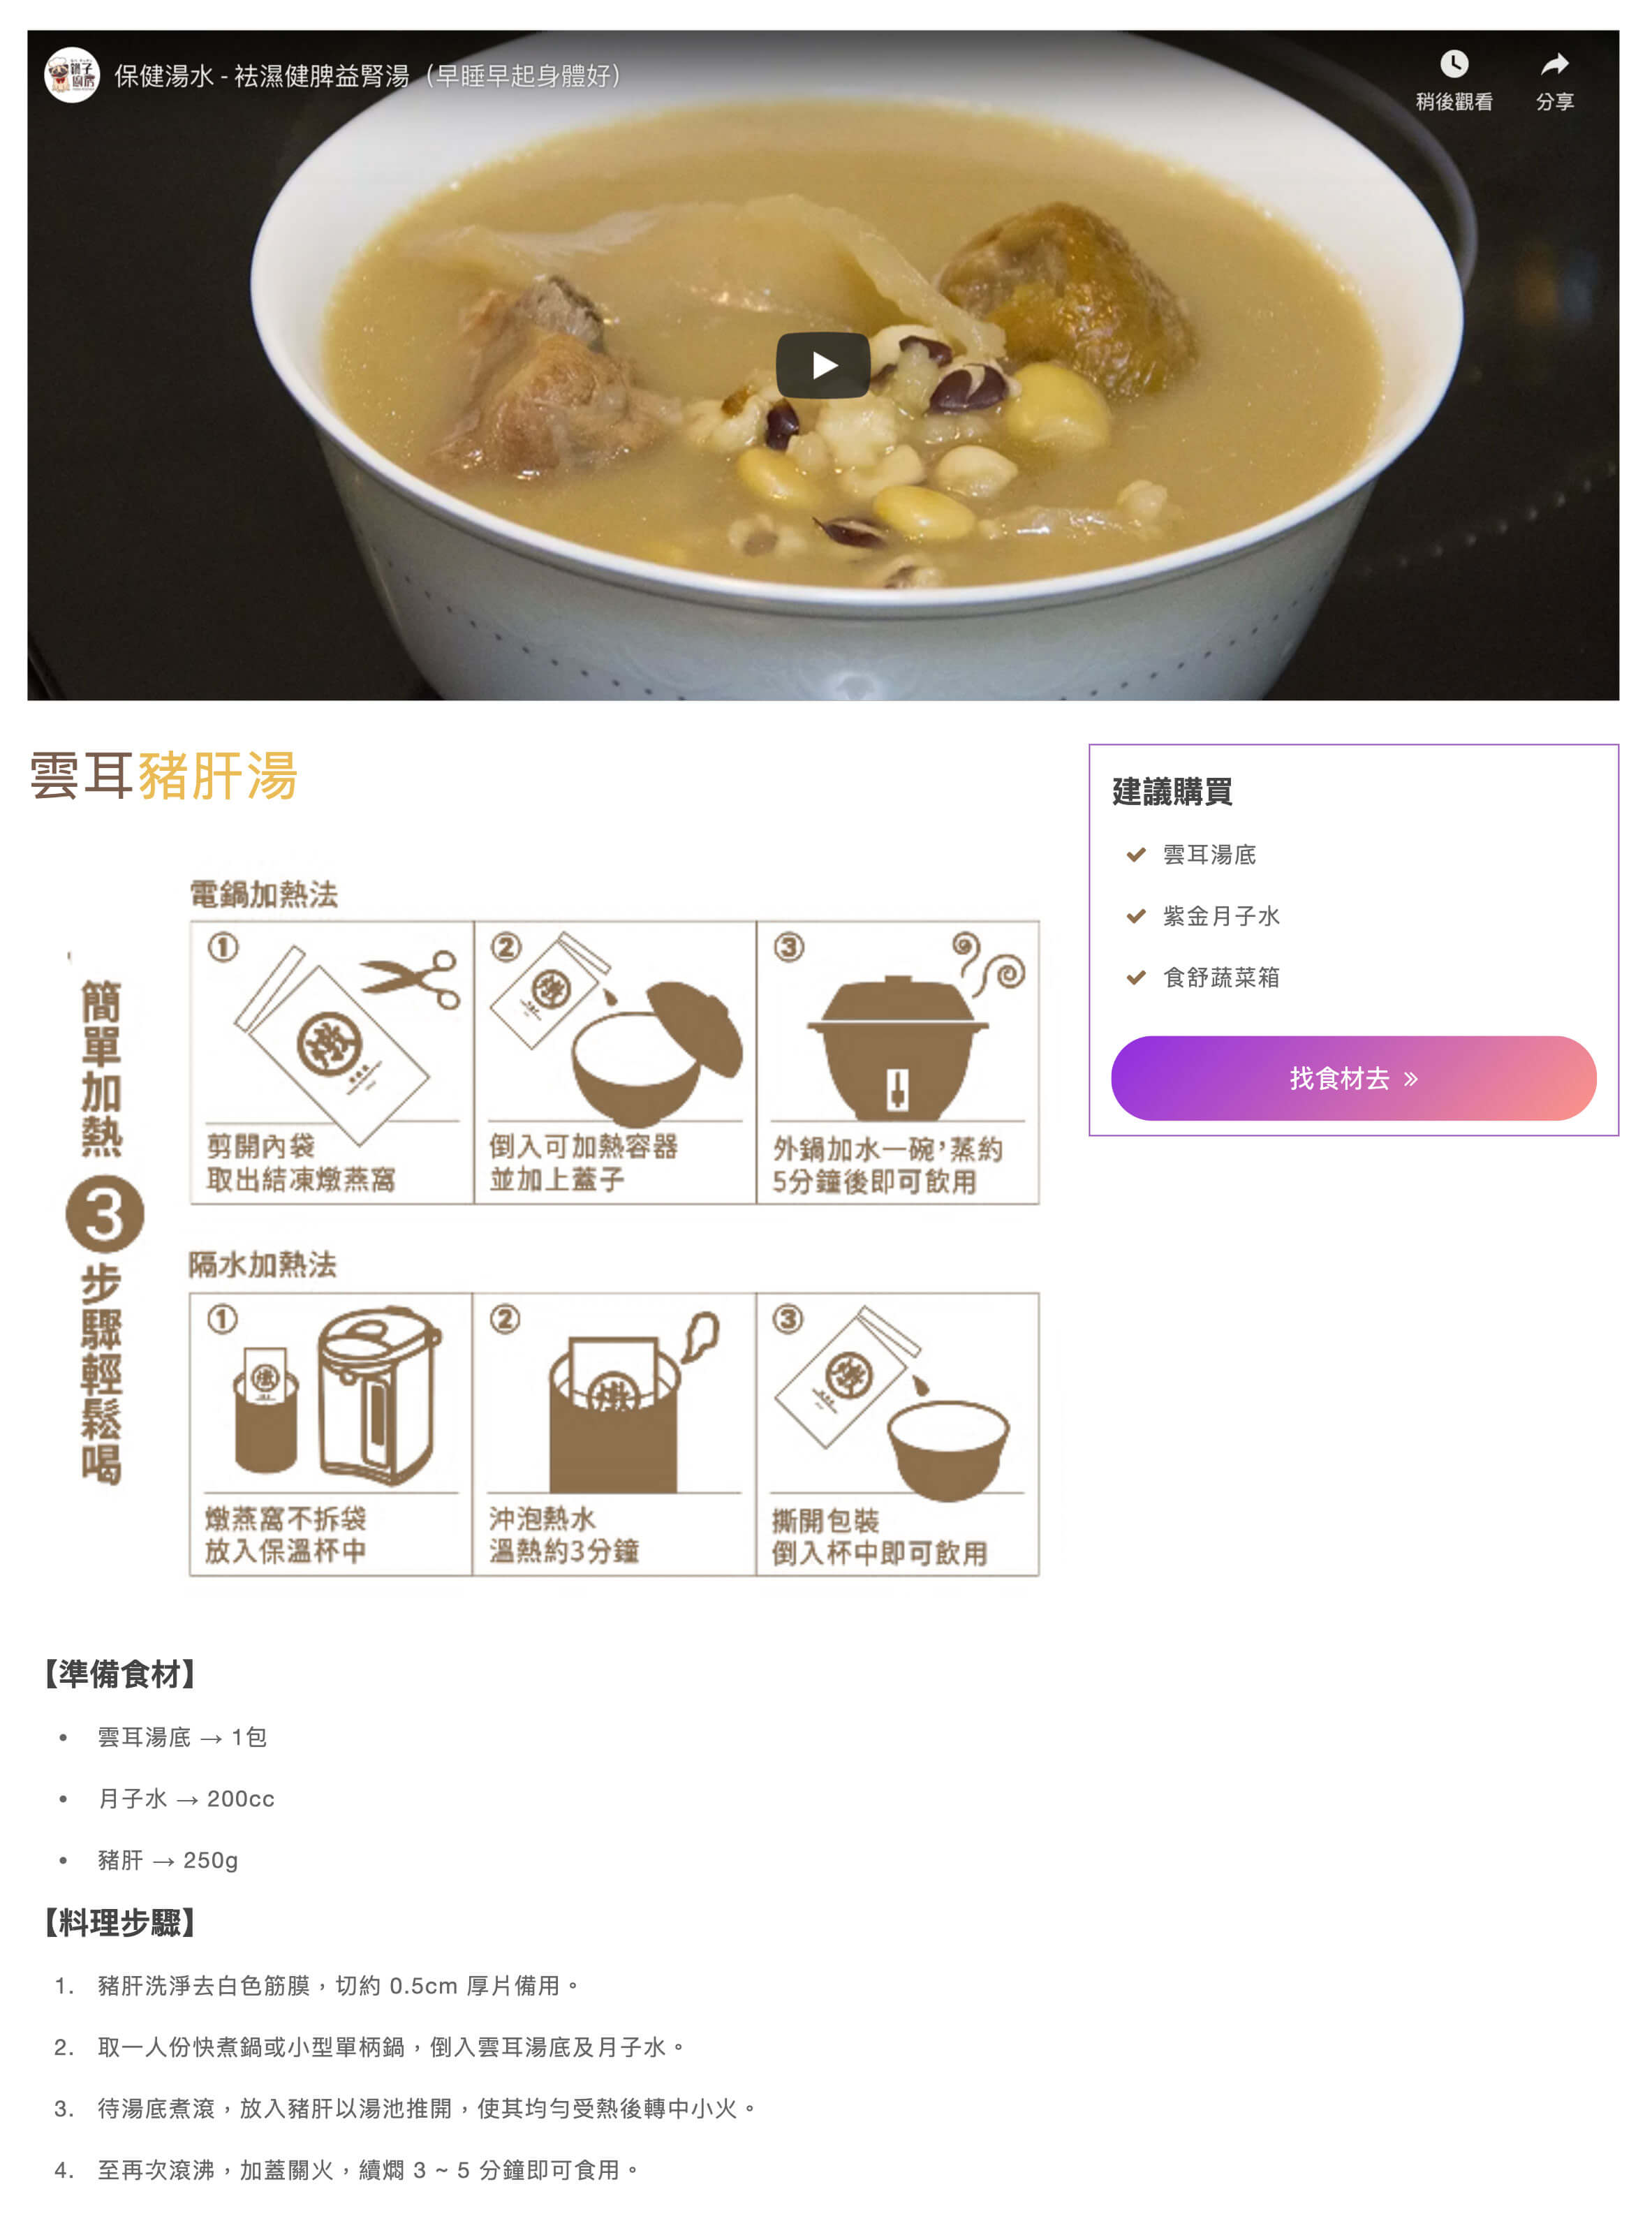 鍋子廚房
保健湯水 - 祛濕健脾益腎湯（早睡早起身體好）
稍後觀看
分享
雲耳豬肝湯
簡單加熱3步驟輕鬆喝
電鍋加熱法
①
剪開內袋
取出結凍燉燕窩
②
倒入可加熱容器
並加上蓋子
③
外鍋加水一碗，蒸約
5分鐘後即可飲用
隔水加熱法
①
燉燕窩不拆袋
放入保溫杯中
②
沖泡熱水
溫熱約3分鐘
③
撕開包裝
倒入杯中即可飲用
建議購買
雲耳湯底
紫金月子水
食舒蔬菜箱
找食材去 »
【準備食材】
• 雲耳湯底 → 1包
• 月子水 → 200cc
• 豬肝 → 250g
【料理步驟】
1. 豬肝洗淨去白色筋膜，切約 0.5cm 厚片備用。
2. 取一人份快煮鍋或小型單柄鍋，倒入雲耳湯底及月子水。
3. 待湯底煮滾，放入豬肝以湯池推開，使其均勻受熱後轉中小火。
4. 至再次滾沸，加蓋關火，續燜 3 ~ 5 分鐘即可食用。